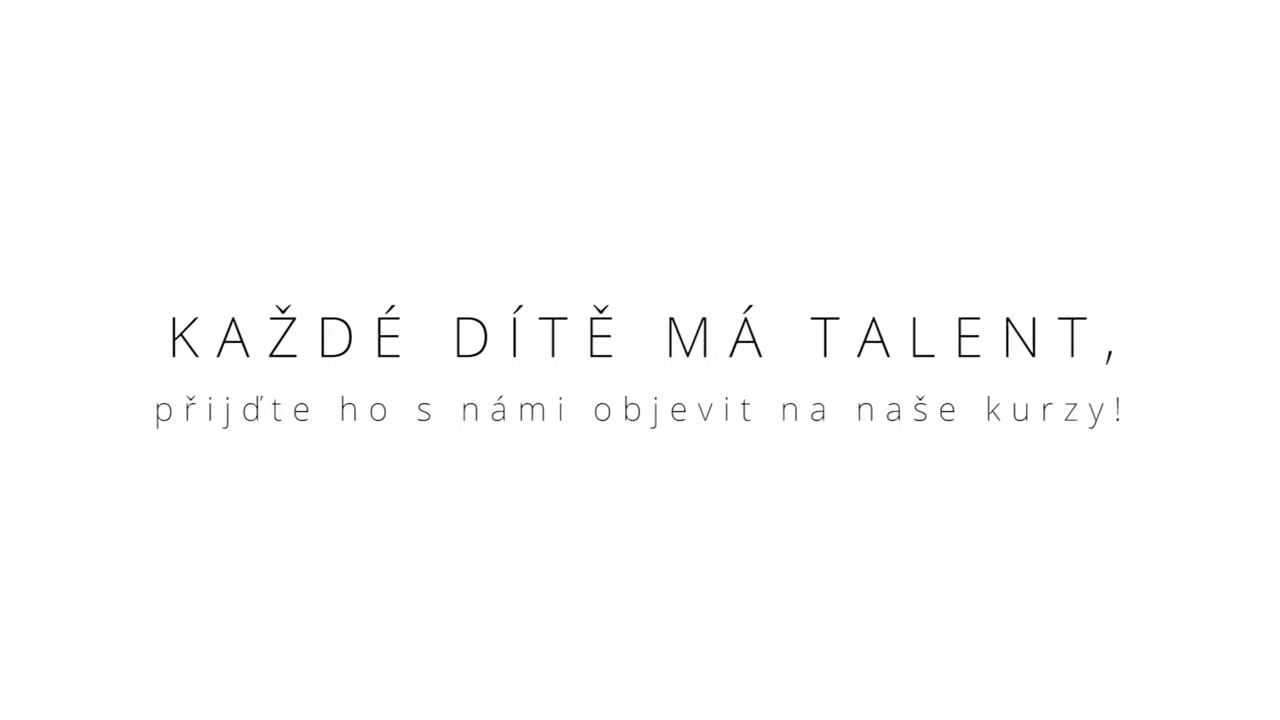 KAŽDÉ DÍTĚ MÁ TALENT,
přijďte ho s námi objevit na naše kurzy!